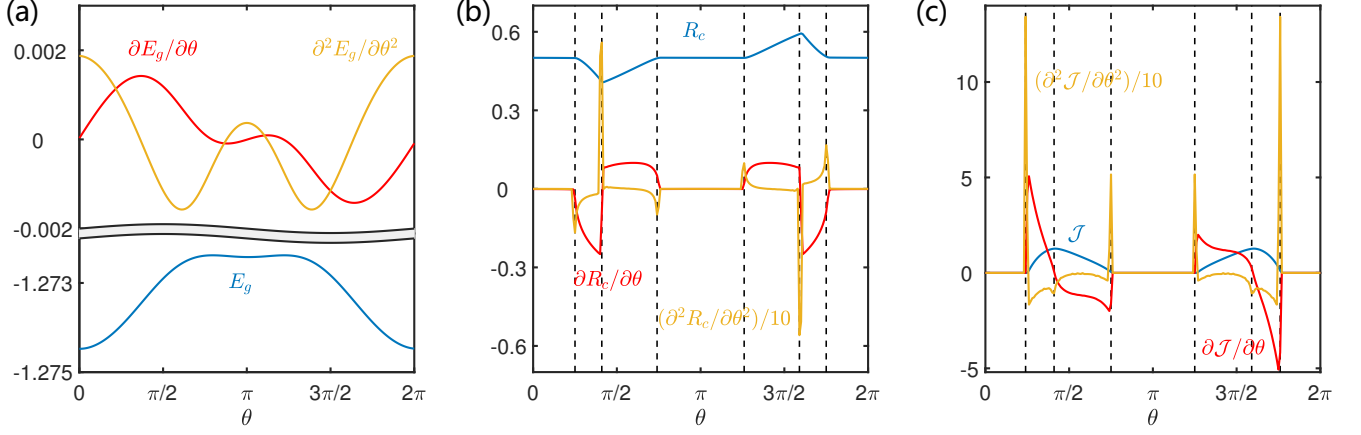 (a)
0.002
0
-0.002
-1.273
-1.275
∂E_g/∂θ
∂²E_g/∂θ²
E_g
0
π/2
π
3π/2
2π
θ
(b)
0.6
0.3
0
-0.3
-0.6
R_c
∂R_c/∂θ
(∂²R_c/∂θ²)/10
0
π/2
π
3π/2
2π
θ
(c)
10
5
0
-5
(∂²𝒥/∂θ²)/10
𝒥
∂𝒥/∂θ
0
π/2
π
3π/2
2π
θ